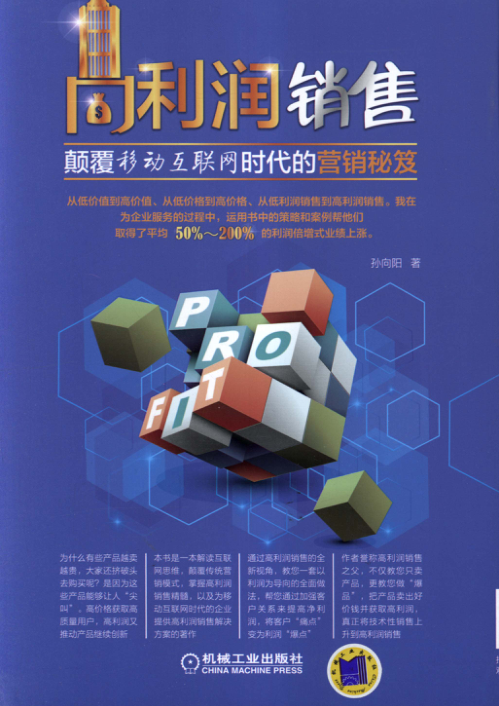 高利润销售
颠覆移动互联网时代的营销秘笈
从低价值到高价值、从低价格到高价格、从低利润销售到高利润销售。我在
为企业服务的过程中，运用书中的策略和案例帮他们
取得了平均 50%～200% 的利润倍增式业绩上涨。
孙向阳 著
P
R O
F I T
为什么有些产品越卖
越贵，大家还挤破头
去购买呢？是因为这
些产品能够让人“尖
叫”，高价格获取高
质量用户，高利润又
推动产品继续创新
本书是一本解读互联
网思维，颠覆传统营
销模式，掌握高利润
销售精髓，以及为移
动互联网时代的企业
提供高利润销售解决
方案的著作
通过高利润销售的全
新视角，教您一套以
利润为导向的全面做
法，帮您通过加强客
户关系来提高净利
润，将客户“痛点”
变为利润“爆点”
作者誉称高利润销售
之父，不仅教您只卖
产品，更教您做“爆
品”，把产品卖出好
价钱并获取高利润，
真正将技术性销售上
升到高利润销售
机械工业出版社
CHINA MACHINE PRESS